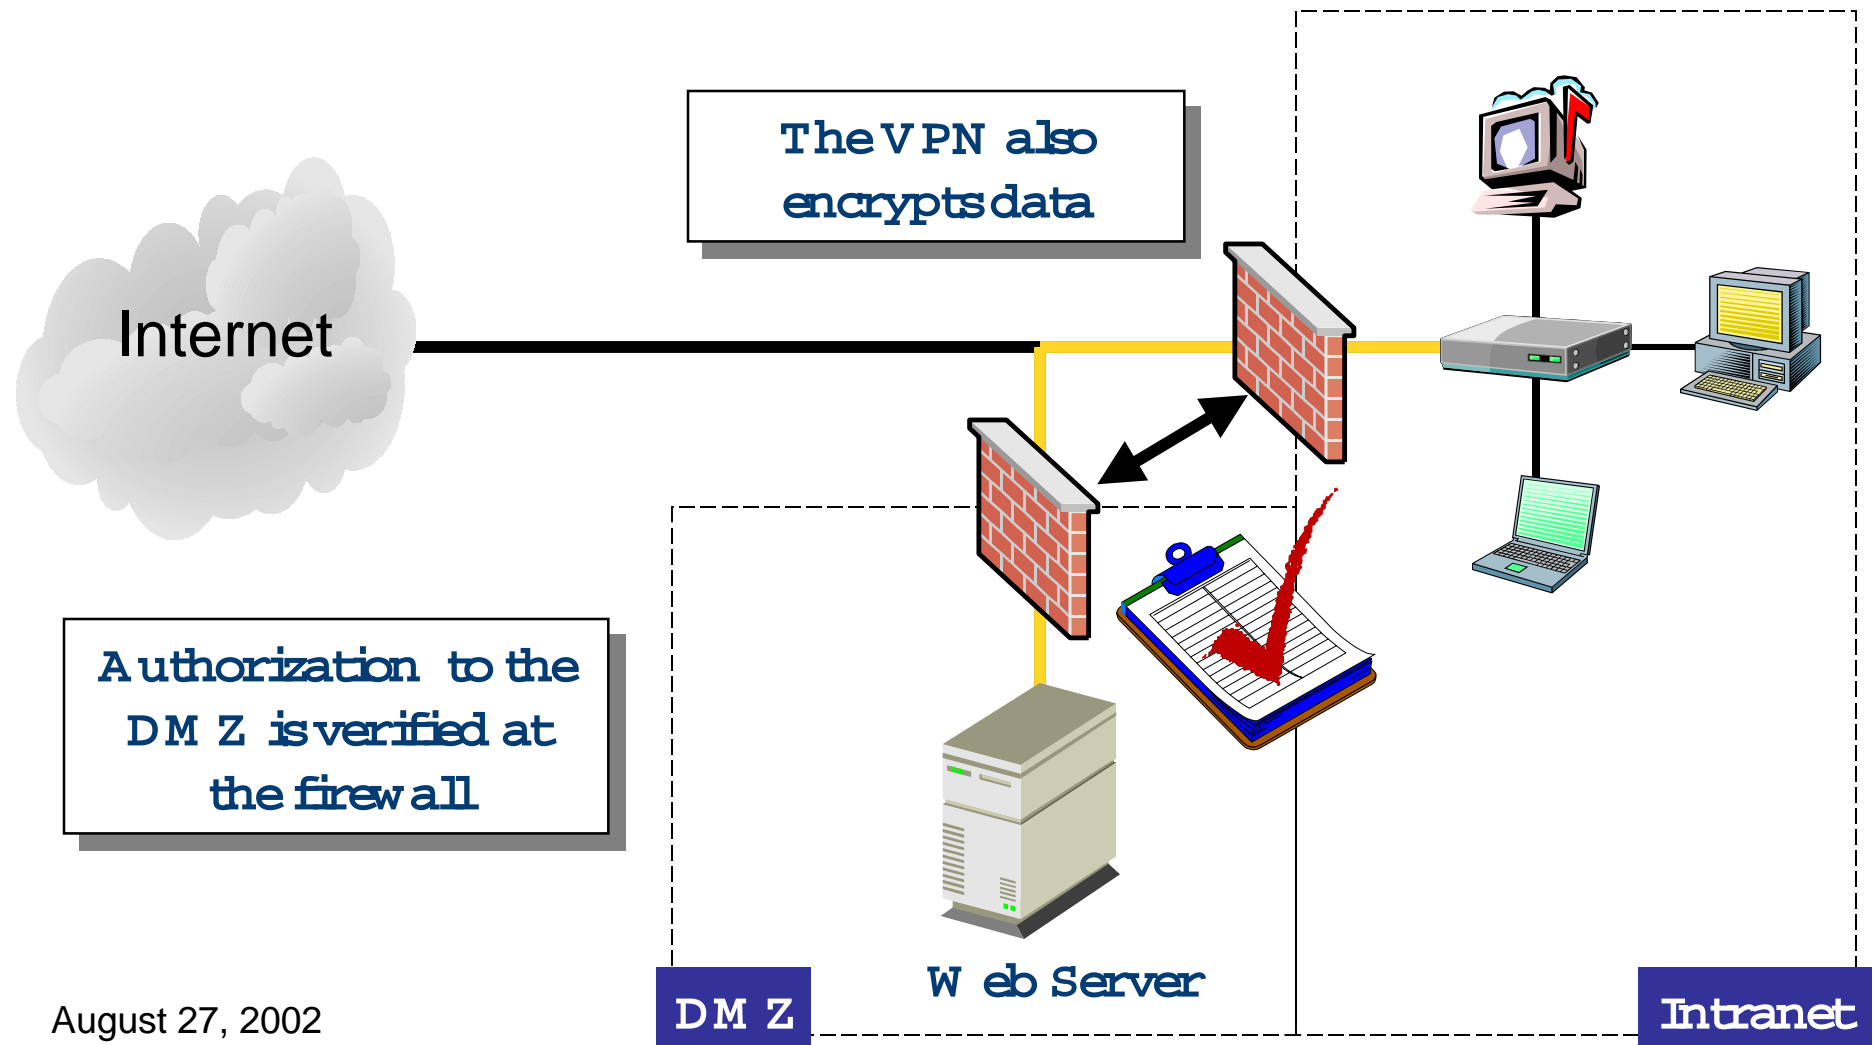 The VPN also
encrypts data
Internet
Authorization to the
DMZ is verified at
the firewall
Web Server
DMZ
Intranet
August 27, 2002